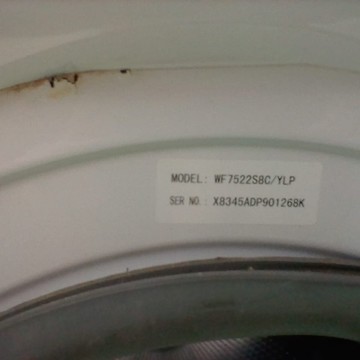 MODEL: WF7522S8C/YLP
SER NO.: X8345ADP901268K